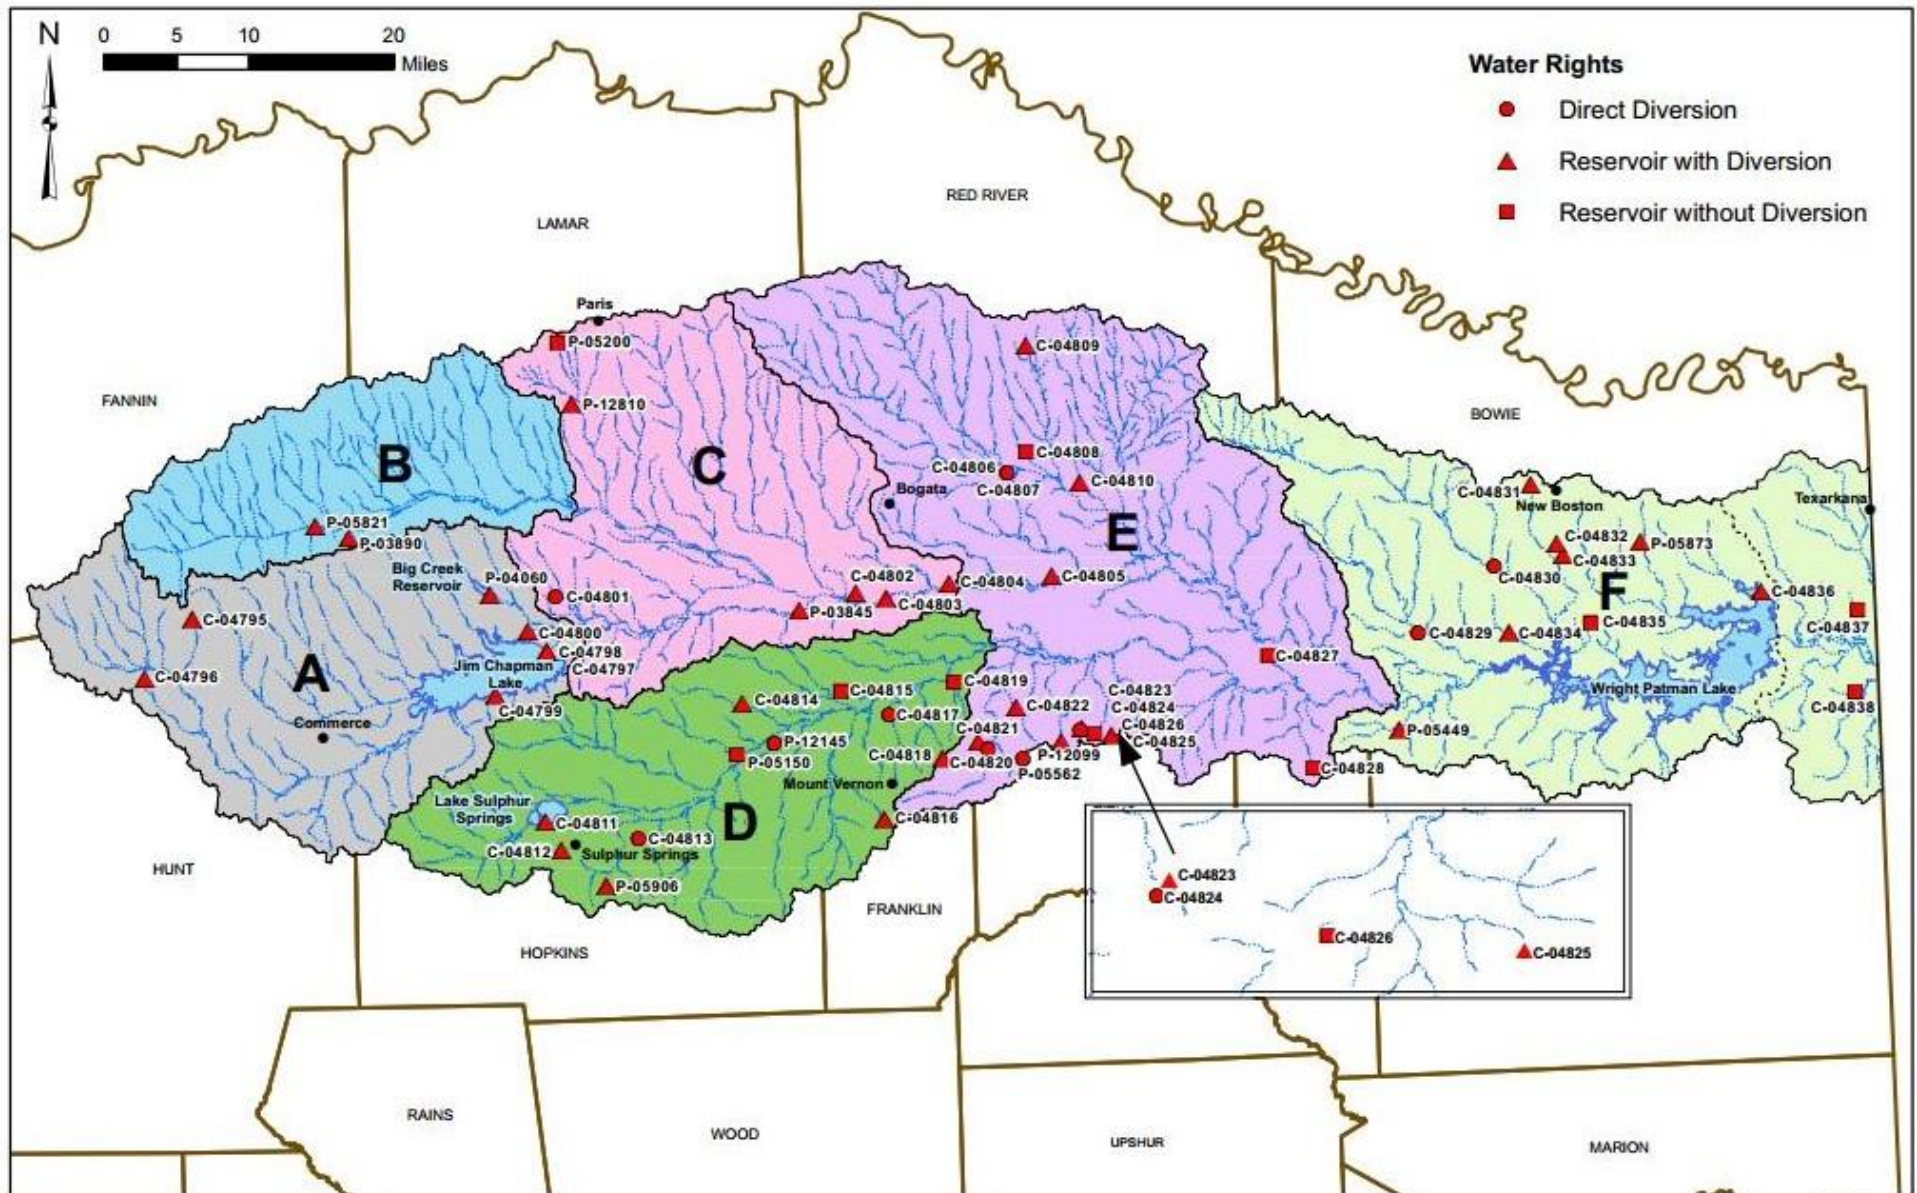 N
0 5 10 20
Miles
Water Rights
Direct Diversion
Reservoir with Diversion
Reservoir without Diversion
RED RIVER
LAMAR
Paris
P-05200
C-04809
FANNIN
P-12810
BOWIE
B
C
C-04808
C-04806
C-04807
C-04810
Bogata
C-04831
New Boston
Texarkana
P-05821
P-03890
E
C-04832
P-05873
C-04833
C-04830
Big Creek
Reservoir
P-04060
C-04801
C-04802
C-04804
C-04805
C-04803
P-03845
F
C-04836
C-04795
C-04800
C-04829
C-04834
C-04835
C-04837
C-04798
C-04797
Jim Chapman
Lake
C-04799
A
C-04796
Commerce
C-04827
C-04819
C-04815
C-04814
C-04817
C-04822
C-04823
C-04824
C-04826
C-04825
C-04821
C-04820
C-04818
P-12145
P-05150
P-12099
P-05562
P-05449
Wright Patman Lake
C-04838
C-04828
Mount Vernon
Lake Sulphur
Springs
C-04811
C-04813
D
C-04816
C-04812
Sulphur Springs
P-05906
HUNT
FRANKLIN
HOPKINS
C-04823
C-04824
C-04826
C-04825
RAINS
WOOD
UPSHUR
MARION